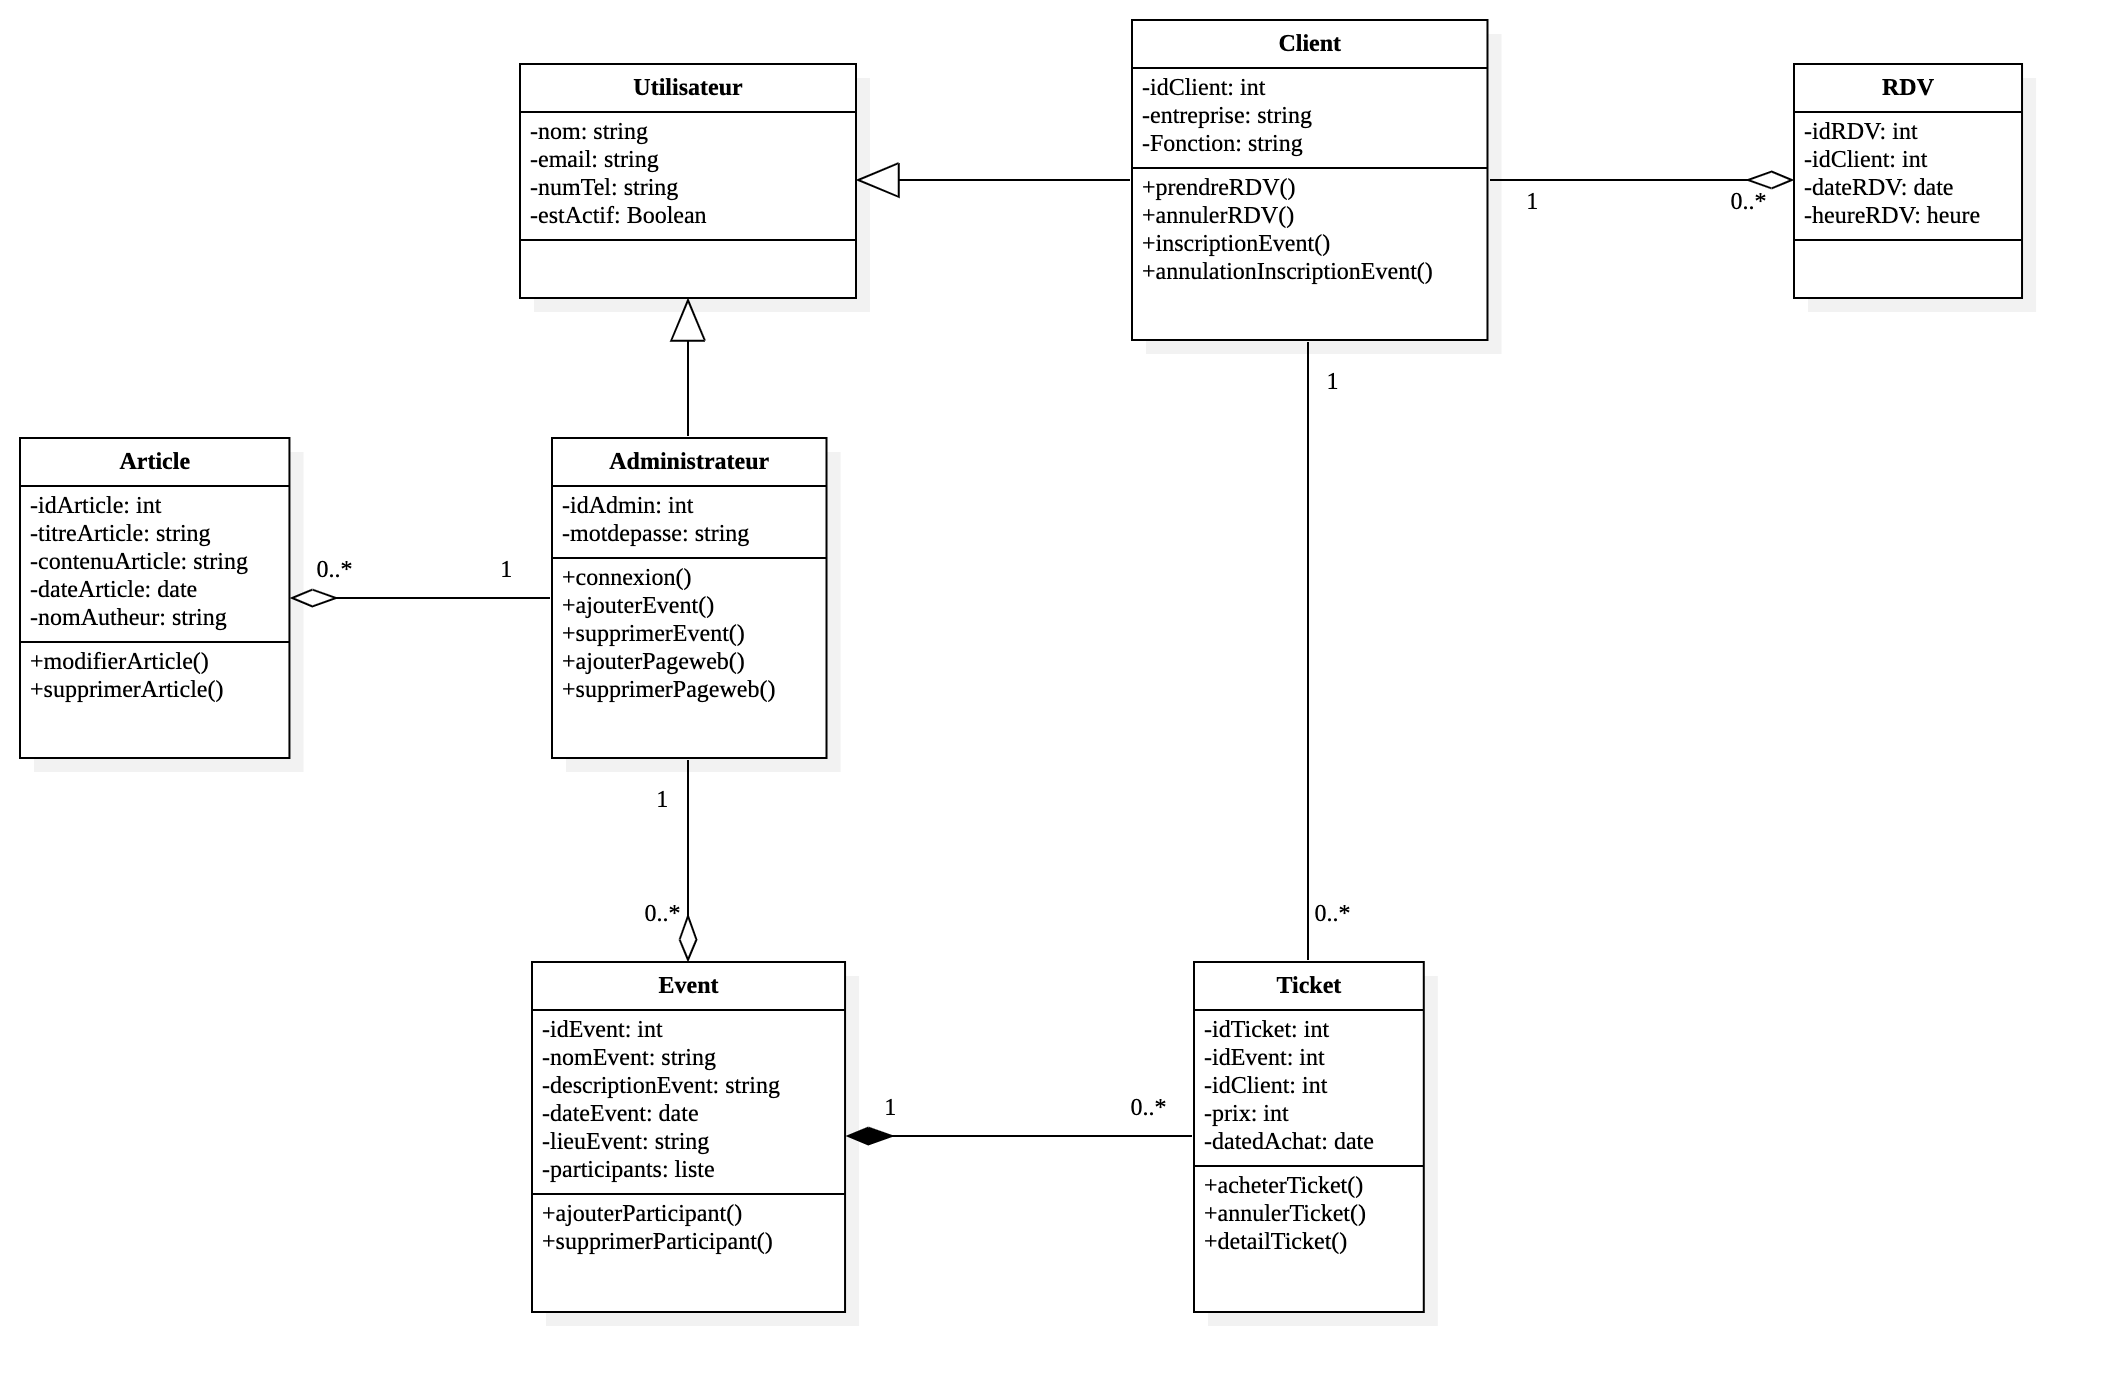 Utilisateur
-nom: string
-email: string
-numTel: string
-estActif: Boolean
Client
-idClient: int
-entreprise: string
-Fonction: string
+prendreRDV()
+annulerRDV()
+inscriptionEvent()
+annulationInscriptionEvent()
1
0..*
RDV
-idRDV: int
-idClient: int
-dateRDV: date
-heureRDV: heure
1
0..*
Article
-idArticle: int
-titreArticle: string
-contenuArticle: string
-dateArticle: date
-nomAutheur: string
+modifierArticle()
+supprimerArticle()
0..*
1
Administrateur
-idAdmin: int
-motdepasse: string
+connexion()
+ajouterEvent()
+supprimerEvent()
+ajouterPageweb()
+supprimerPageweb()
1
0..*
Event
-idEvent: int
-nomEvent: string
-descriptionEvent: string
-dateEvent: date
-lieuEvent: string
-participants: liste
+ajouterParticipant()
+supprimerParticipant()
1
0..*
Ticket
-idTicket: int
-idEvent: int
-idClient: int
-prix: int
-datedAchat: date
+acheterTicket()
+annulerTicket()
+detailTicket()